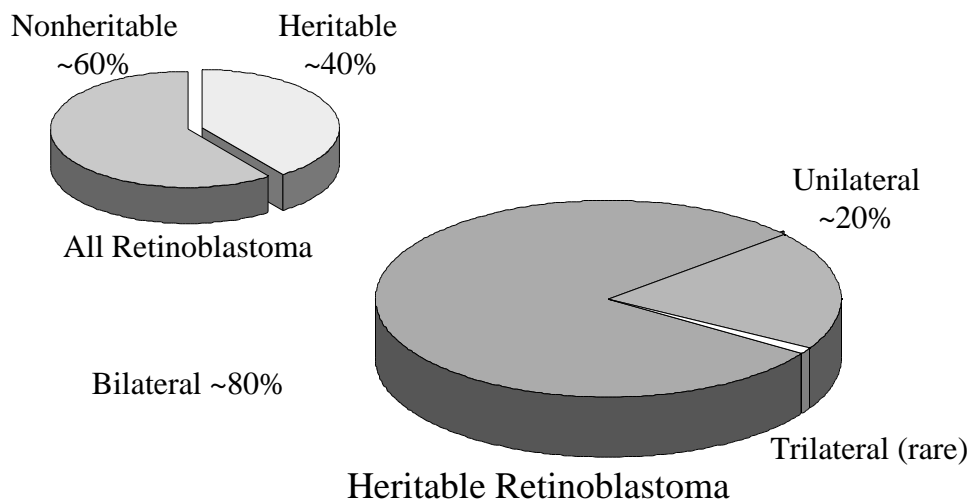 Nonheritable
~60%
Heritable
~40%
All Retinoblastoma
Unilateral
~20%
Bilateral ~80%
Trilateral (rare)
Heritable Retinoblastoma